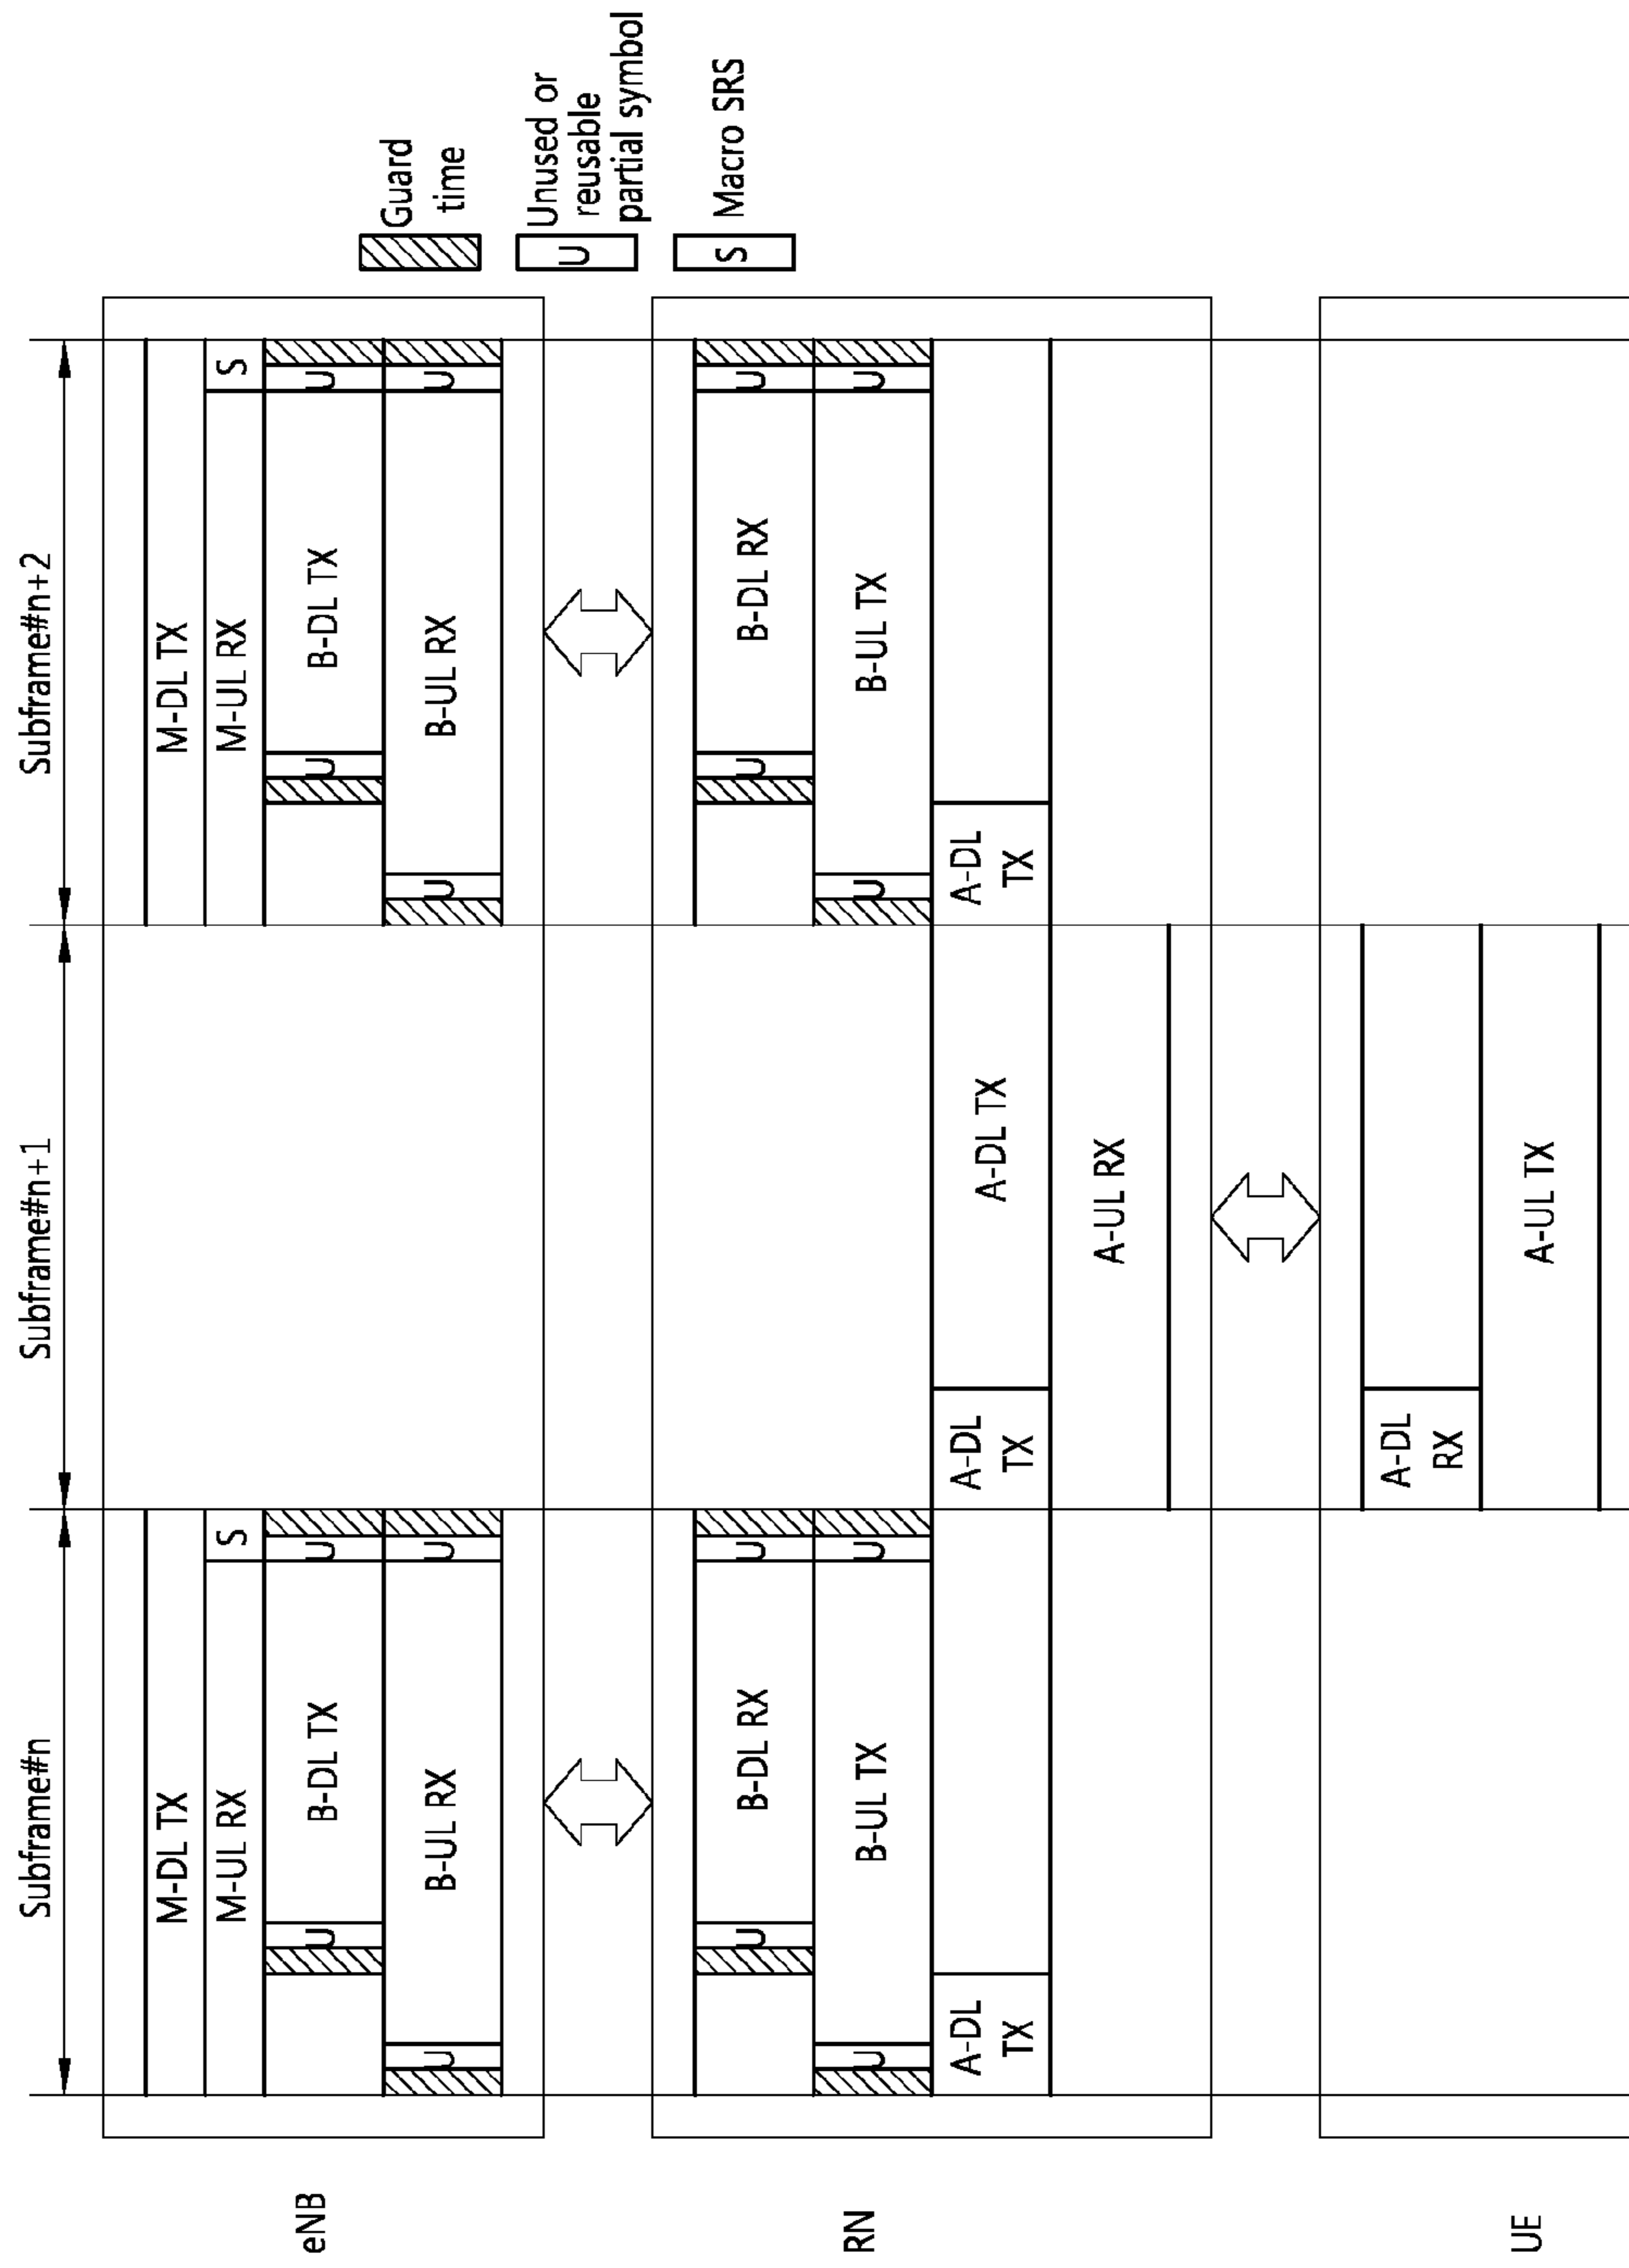 Subframe#n
Subframe#n+1
Subframe#n+2
eNB
M-DL TX
M-DL TX
M-UL RX
S
M-UL RX
S
U
B-DL TX
U
U
B-DL TX
U
U
B-UL RX
U
U
B-UL RX
U
RN
U
B-DL RX
U
U
B-DL RX
U
U
B-UL TX
U
U
B-UL TX
U
A-DL
TX
A-DL
TX
A-DL TX
A-DL
TX
A-UL RX
UE
A-DL
RX
A-UL TX
Guard
time
U
Unused or
reusable
partial symbol
S
Macro SRS